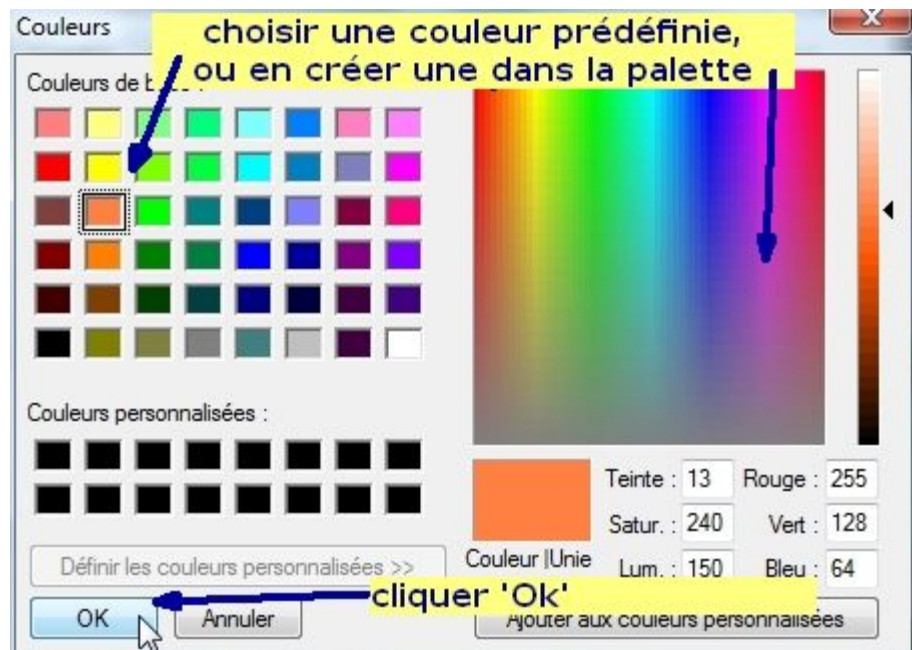 Couleurs
choisir une couleur prédéfinie,
ou en créer une dans la palette
Couleurs de
Couleurs personnalisées :
Teinte : 13 Rouge : 255
Satur. : 240 Vert : 128
Couleur |Unie Lum. : 150 Bleu : 64
Définir les couleurs personnalisées >>
cliquer 'Ok'
OK Annuler Ajouter aux couleurs personnalisées